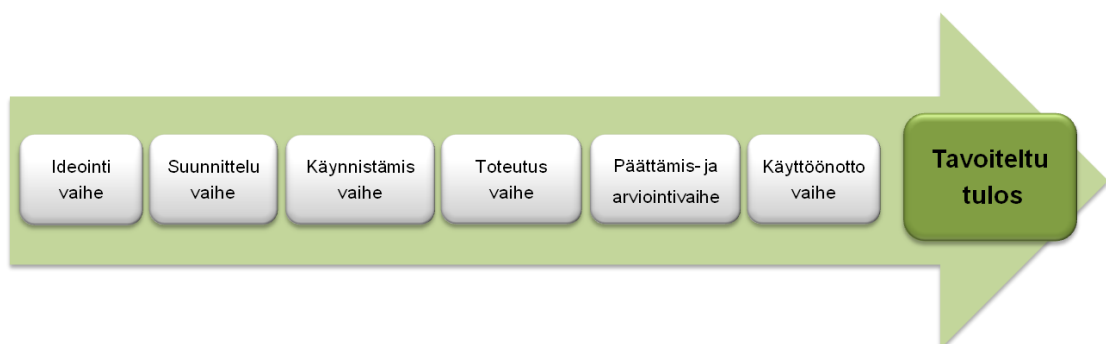 Ideointi
vaihe
Suunnittelu
vaihe
Käynnistämis
vaihe
Toteutus
vaihe
Päättämis- ja
arviointivaihe
Käyttöönotto
vaihe
Tavoiteltu
tulos